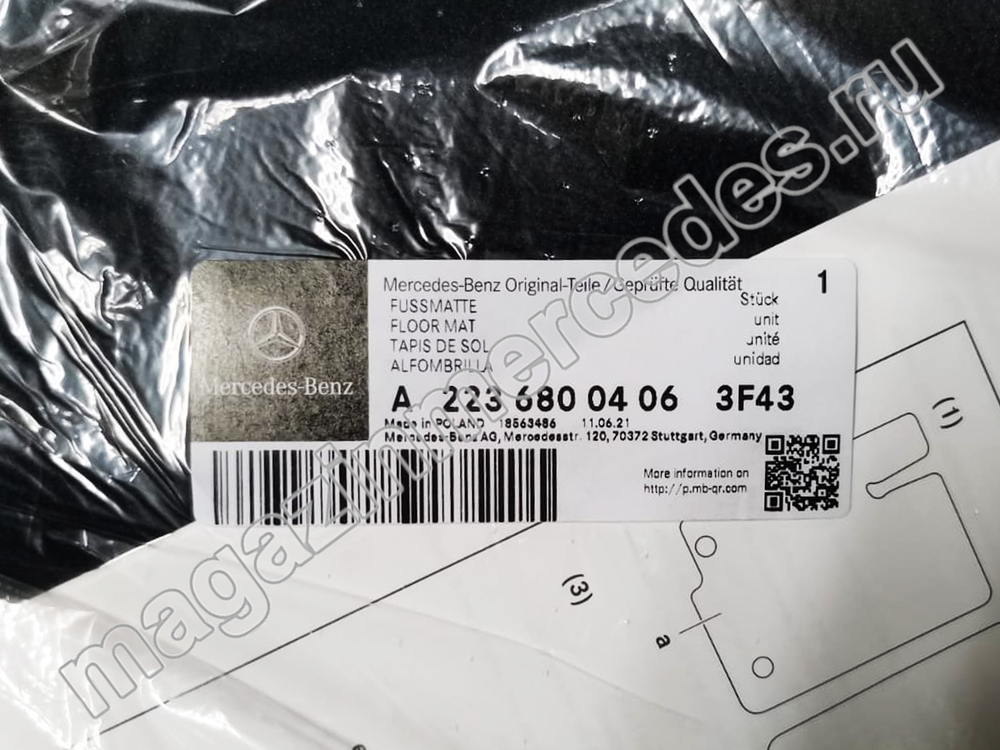 Mercedes-Benz
Mercedes-Benz Original-Teile / Geprüfte Qualität
1
FUSSMATTE
Stück
FLOOR MAT
unit
TAPIS DE SOL
unité
ALFOMBRILLA
unidad
A 223 680 04 06 3F43
Made in POLAND 18563486 11.06.21
Mercedes-Benz AG, Mercedesstr. 120, 70372 Stuttgart, Germany
More information on
http://p.mb-qr.com
(1)
(3)
a
magazinmercedes.ru